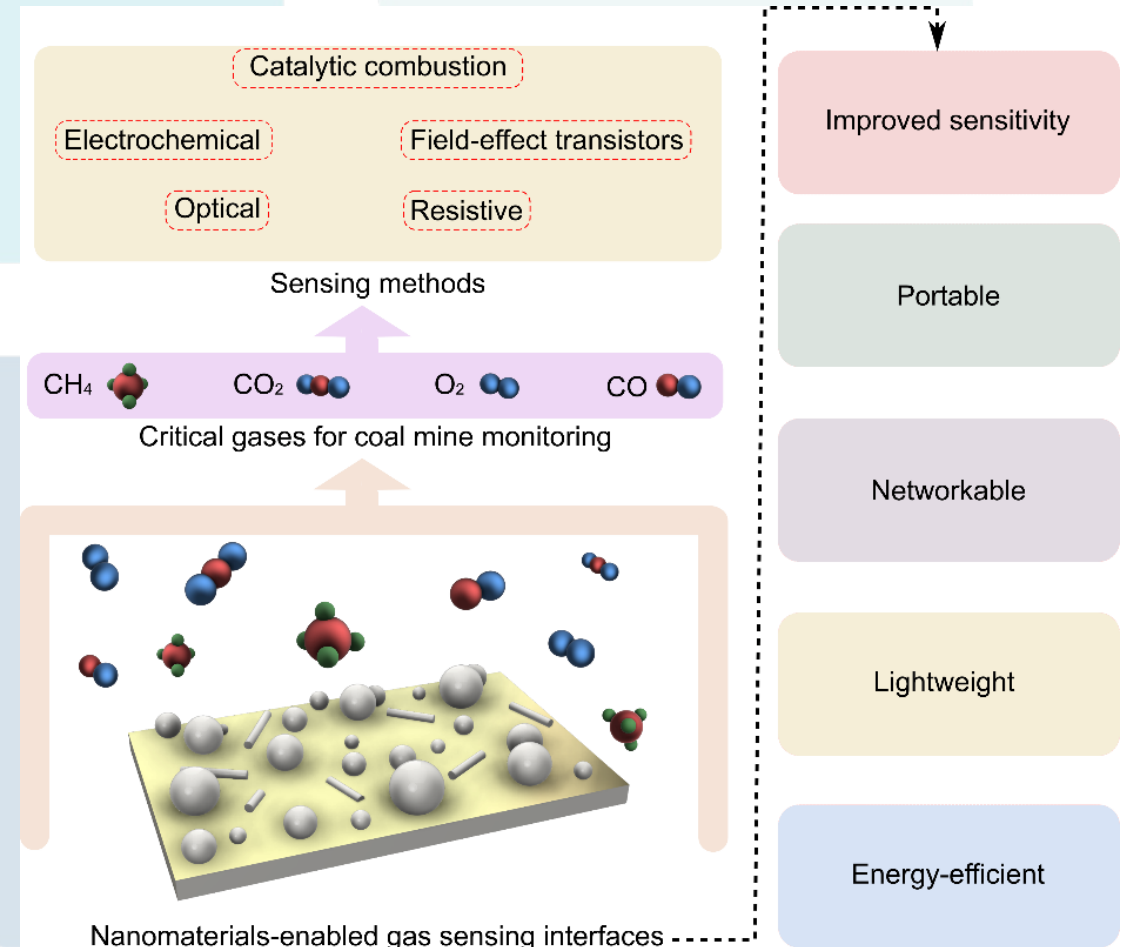 Catalytic combustion
Electrochemical
Field-effect transistors
Optical
Resistive
Sensing methods
CH₄
CO₂
O₂
CO
Critical gases for coal mine monitoring
Nanomaterials-enabled gas sensing interfaces
Improved sensitivity
Portable
Networkable
Lightweight
Energy-efficient